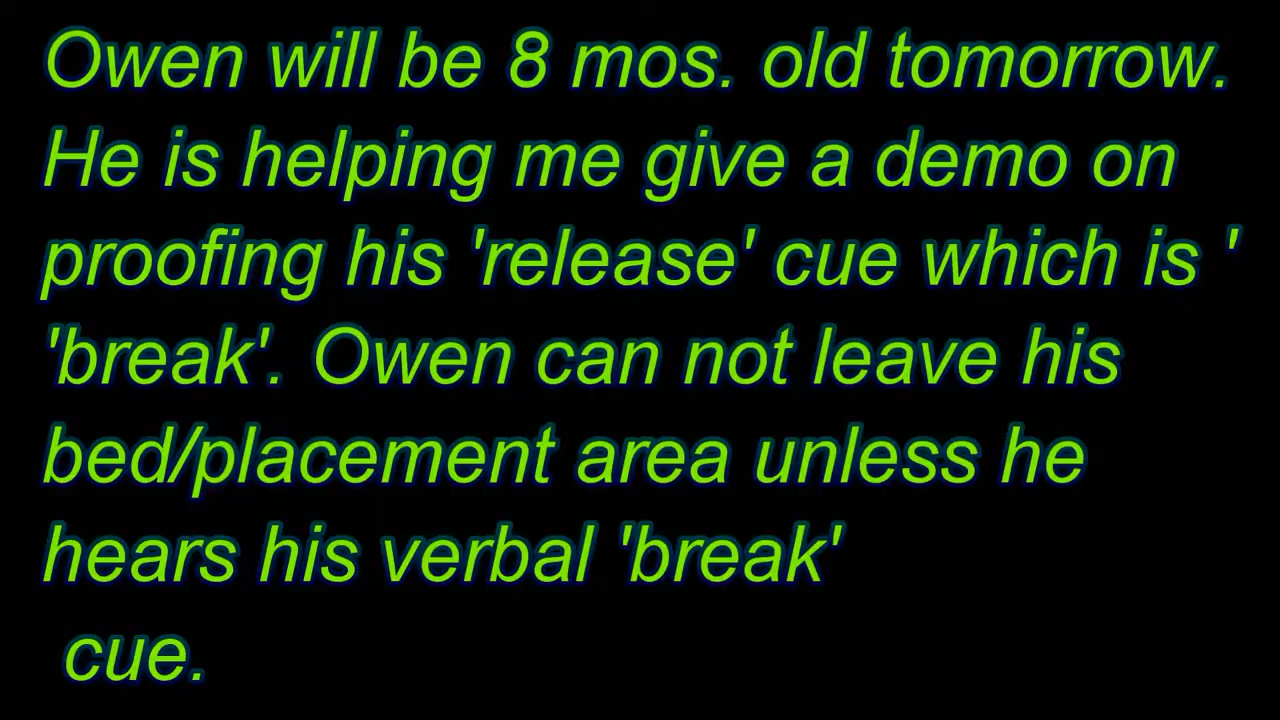 Owen will be 8 mos. old tomorrow.
He is helping me give a demo on
proofing his 'release' cue which is '
'break'. Owen can not leave his
bed/placement area unless he
hears his verbal 'break'
cue.